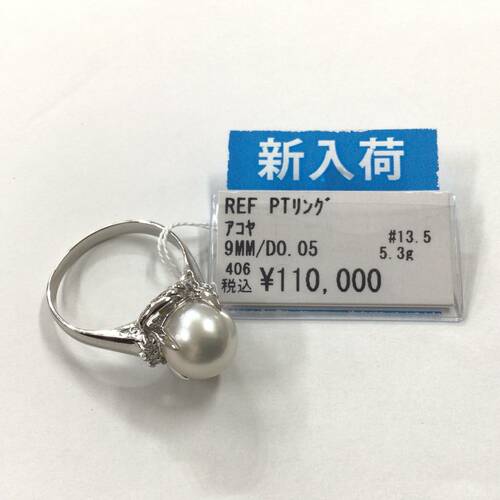 新入荷
REF PTリング
アコヤ
#13.5
9MM/D0.05
5.3g
406
税込 ¥110,000